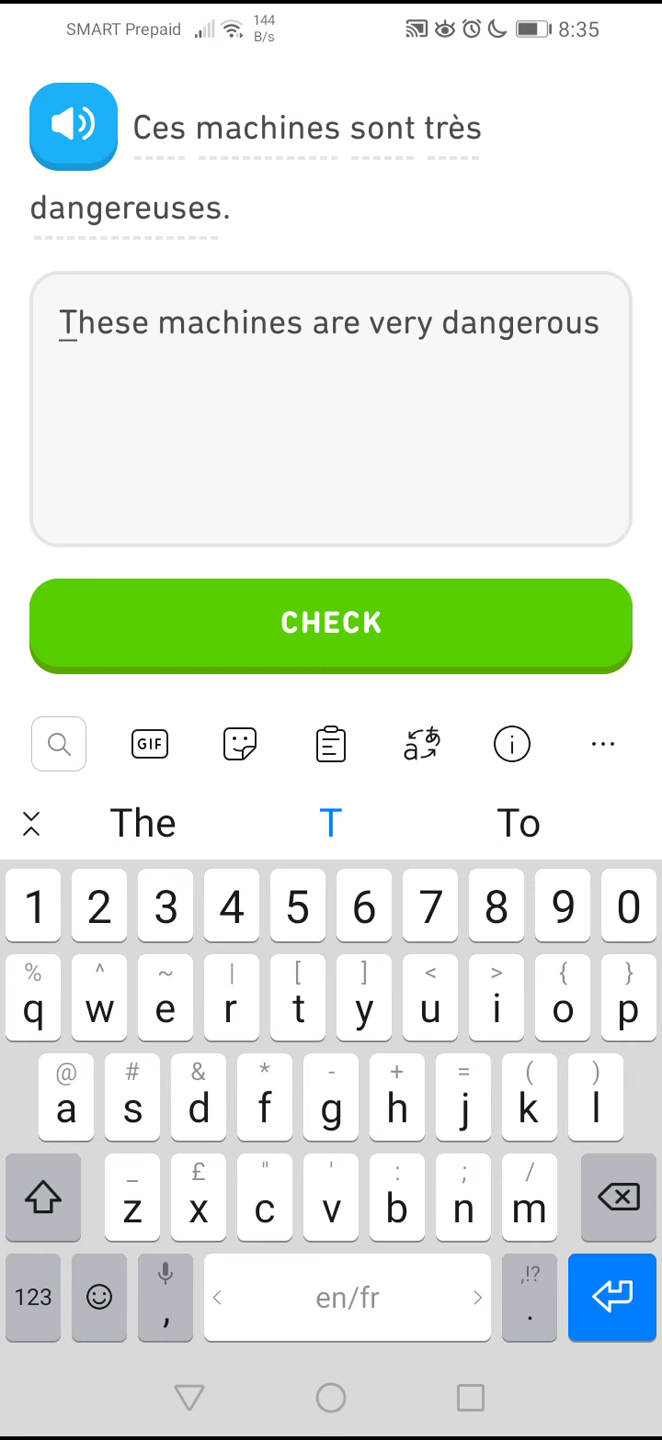 SMART Prepaid 144 B/s 8:35
Ces machines sont très
dangereuses.
These machines are very dangerous
CHECK
GIF
The T To
1 2 3 4 5 6 7 8 9 0
% ^ ~ | [ ] < > { }
q w e r t y u i o p
@ # & * - + = ( )
a s d f g h j k l
_ £ " ' : ; /
z x c v b n m
123 , < en/fr > ,!? .